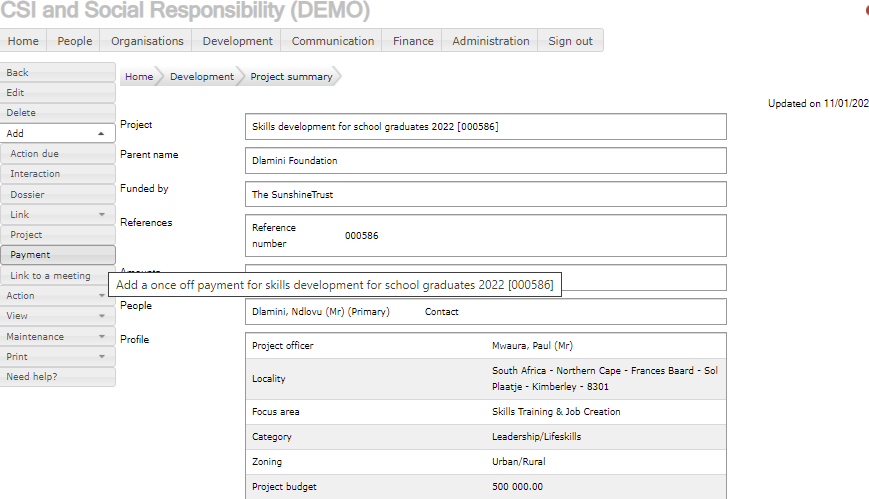 CSI and Social Responsibility (DEMO)
Home People Organisations Development Communication Finance Administration Sign out
Back
Edit
Delete
Add
Action due
Interaction
Dossier
Link
Project
Payment
Link to a meeting
Action
View
Maintenance
Print
Need help?
Home Development Project summary
Updated on 11/01/202
Project Skills development for school graduates 2022 [000586]
Parent name Dlamini Foundation
Funded by The SunshineTrust
References Reference number 000586
Add a once off payment for skills development for school graduates 2022 [000586]
People Dlamini, Ndlovu (Mr) (Primary) Contact
Profile
Project officer Mwaura, Paul (Mr)
Locality South Africa - Northern Cape - Frances Baard - Sol
Plaatje - Kimberley - 8301
Focus area Skills Training & Job Creation
Category Leadership/Lifeskills
Zoning Urban/Rural
Project budget 500 000.00